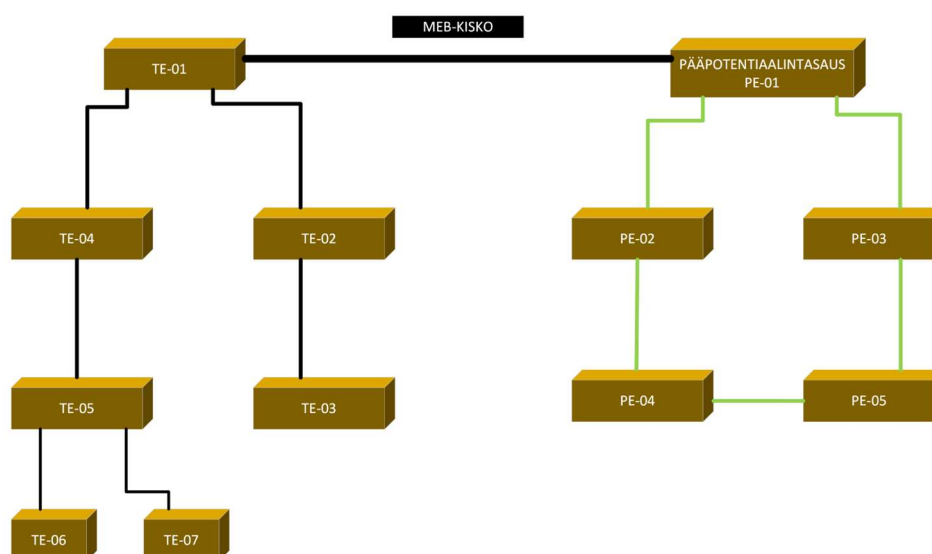 MEB-KISKO
TE-01
PÄÄPOTENTIAALINTASAUS
PE-01
TE-04
TE-02
PE-02
PE-03
TE-05
TE-03
PE-04
PE-05
TE-06
TE-07